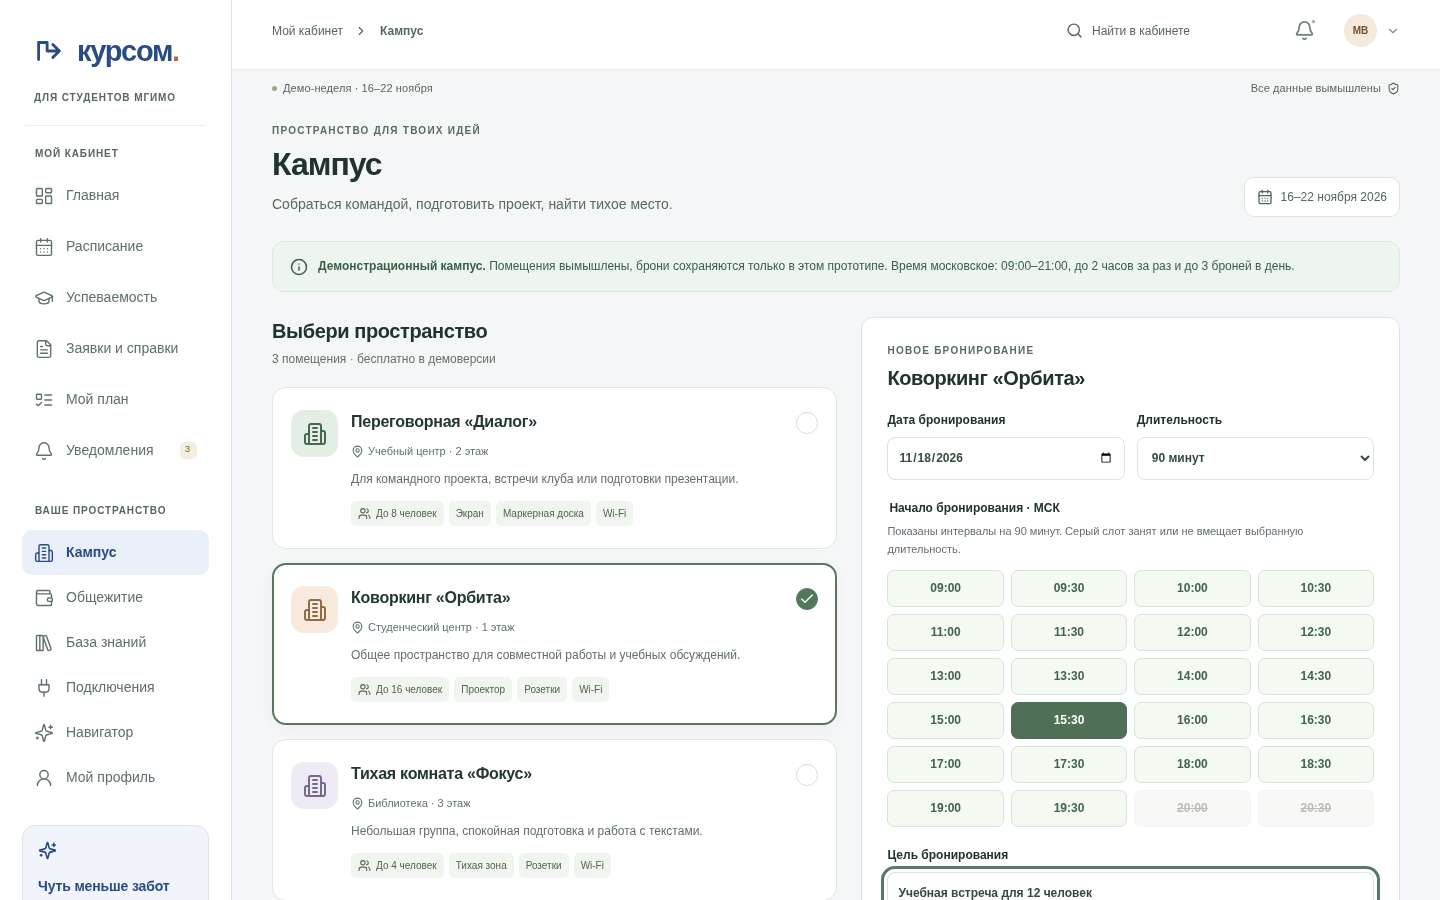 курсом.
ДЛЯ СТУДЕНТОВ МГИМО
МОЙ КАБИНЕТ
Главная
Расписание
Успеваемость
Заявки и справки
Мой план
Уведомления 3
ВАШЕ ПРОСТРАНСТВО
Кампус
Общежитие
База знаний
Подключения
Навигатор
Мой профиль
Чуть меньше забот
Мой кабинет > Кампус
Найти в кабинете
МВ
Демо-неделя · 16–22 ноября
Все данные вымышлены
ПРОСТРАНСТВО ДЛЯ ТВОИХ ИДЕЙ
Кампус
Собраться командой, подготовить проект, найти тихое место.
16–22 ноября 2026
Демонстрационный кампус. Помещения вымышлены, брони сохраняются только в этом прототипе. Время московское: 09:00–21:00, до 2 часов за раз и до 3 броней в день.
Выбери пространство
3 помещения · бесплатно в демоверсии
Переговорная «Диалог»
Учебный центр · 2 этаж
Для командного проекта, встречи клуба или подготовки презентации.
До 8 человек Экран Маркерная доска Wi-Fi
Коворкинг «Орбита»
Студенческий центр · 1 этаж
Общее пространство для совместной работы и учебных обсуждений.
До 16 человек Проектор Розетки Wi-Fi
Тихая комната «Фокус»
Библиотека · 3 этаж
Небольшая группа, спокойная подготовка и работа с текстами.
До 4 человек Тихая зона Розетки Wi-Fi
НОВОЕ БРОНИРОВАНИЕ
Коворкинг «Орбита»
Дата бронирования Длительность
11/18/2026 90 минут
Начало бронирования · МСК
Показаны интервалы на 90 минут. Серый слот занят или не вмещает выбранную
длительность.
09:00 09:30 10:00 10:30
11:00 11:30 12:00 12:30
13:00 13:30 14:00 14:30
15:00 15:30 16:00 16:30
17:00 17:30 18:00 18:30
19:00 19:30 20:00 20:30
Цель бронирования
Учебная встреча для 12 человек